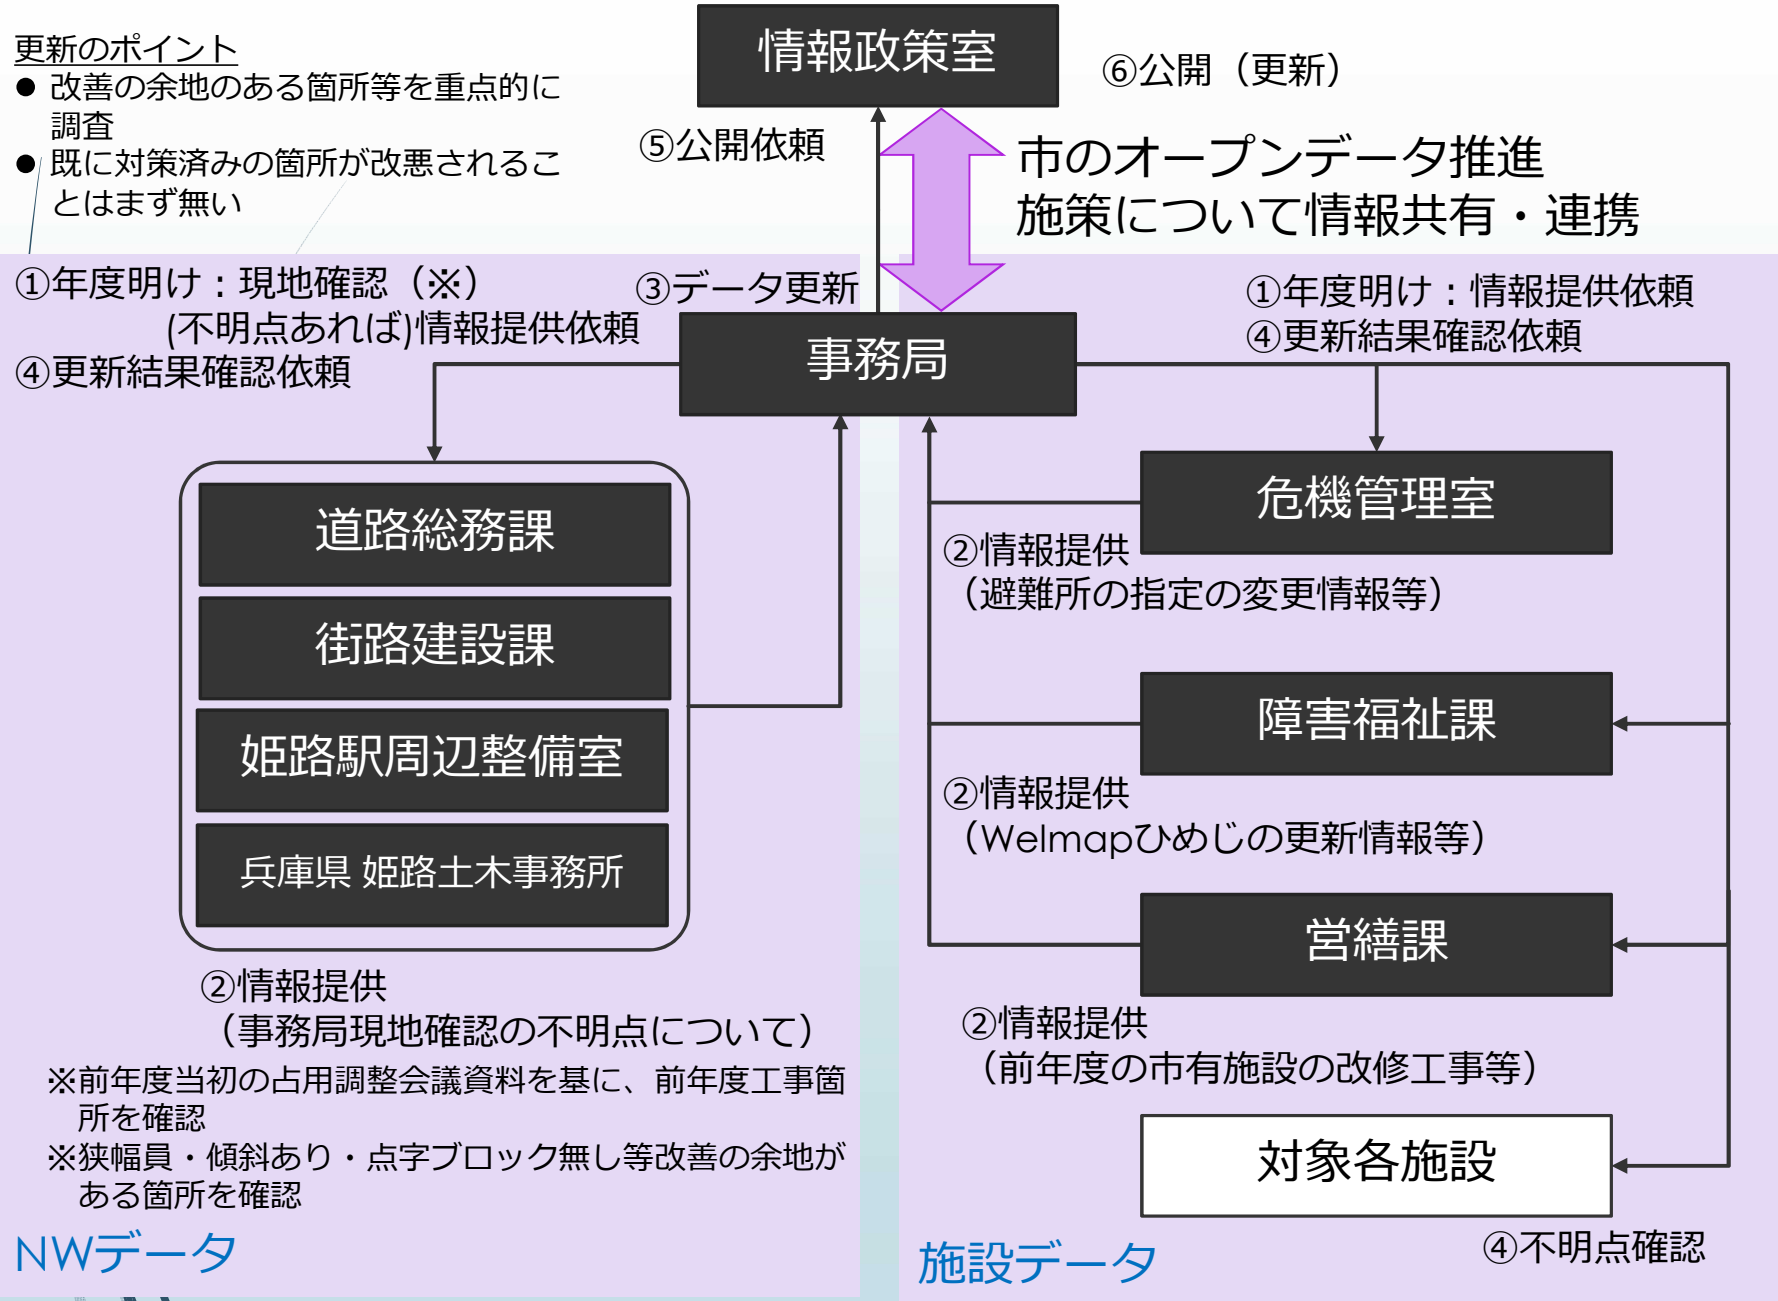 更新のポイント
● 改善の余地のある箇所等を重点的に
調査
● 既に対策済みの箇所が改悪されるこ
とはまず無い
情報政策室
⑥公開（更新）
⑤公開依頼
市のオープンデータ推進
施策について情報共有・連携
①年度明け：現地確認（※）
(不明点あれば)情報提供依頼
④更新結果確認依頼
③データ更新
事務局
①年度明け：情報提供依頼
④更新結果確認依頼
道路総務課
街路建設課
姫路駅周辺整備室
兵庫県 姫路土木事務所
②情報提供
（事務局現地確認の不明点について）
※前年度当初の占用調整会議資料を基に、前年度工事箇
所を確認
※狭幅員・傾斜あり・点字ブロック無し等改善の余地が
ある箇所を確認
NWデータ
危機管理室
②情報提供
（避難所の指定の変更情報等）
障害福祉課
②情報提供
（Welmapひめじの更新情報等）
営繕課
②情報提供
（前年度の市有施設の改修工事等）
対象各施設
④不明点確認
施設データ